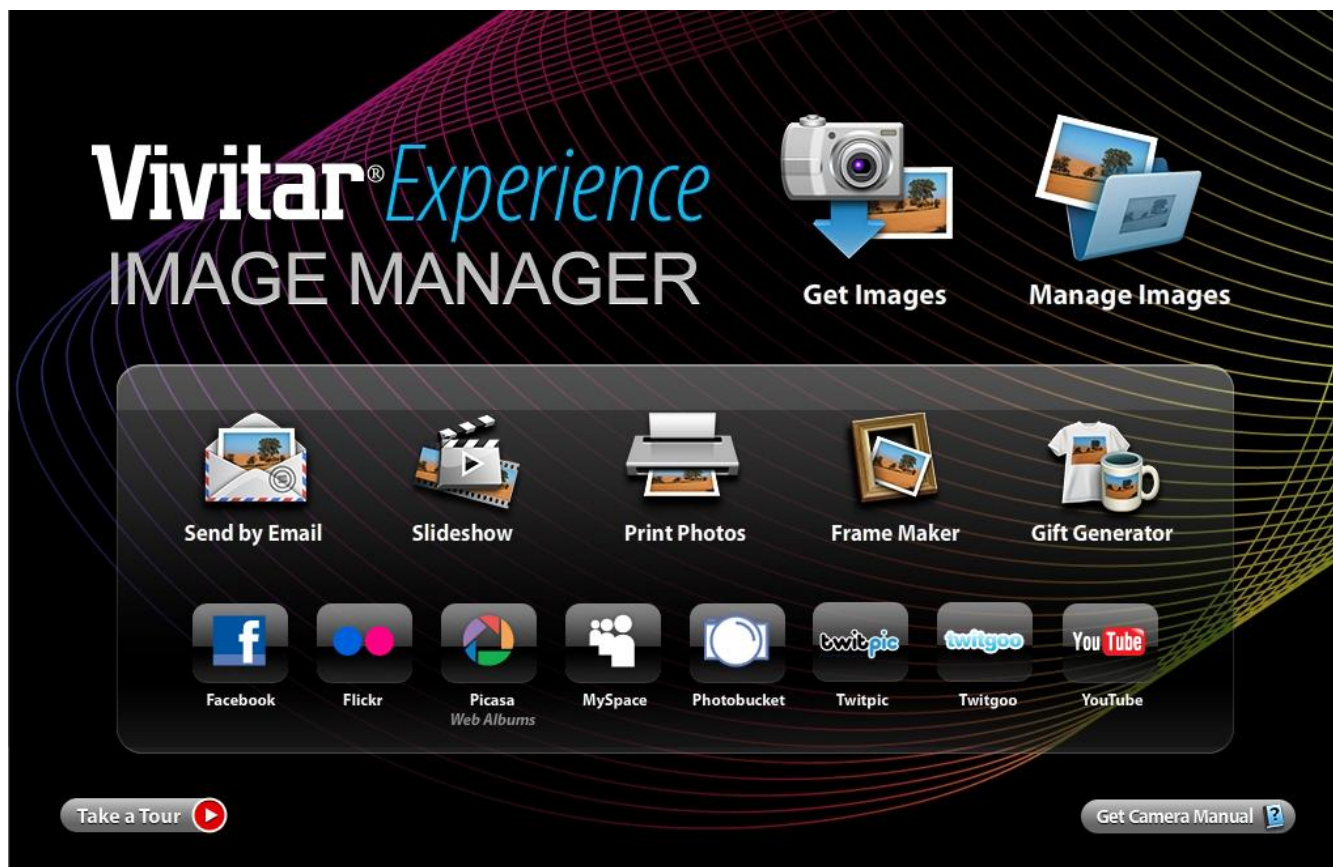 Vivitar® Experience
IMAGE MANAGER
Get Images
Manage Images
Send by Email
Slideshow
Print Photos
Frame Maker
Gift Generator
f
twitpic
twitgoo
You Tube
Facebook
Flickr
Picasa
Web Albums
MySpace
Photobucket
Twitpic
Twitgoo
YouTube
Take a Tour
Get Camera Manual ?